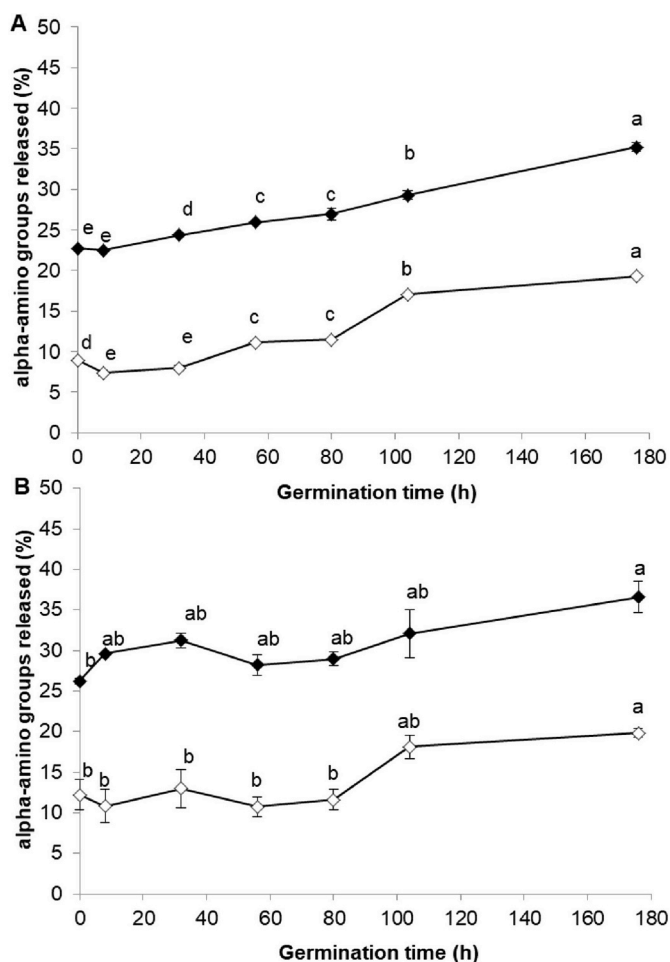 A
50
45
40
35
30
25
20
15
10
5
0
alpha-amino groups released (%)
e e d c c b a
d e e c c b a
0 20 40 60 80 100 120 140 160 180
Germination time (h)
B
50
45
40
35
30
25
20
15
10
5
0
alpha-amino groups released (%)
b ab ab ab ab ab a
b b b b b ab a
0 20 40 60 80 100 120 140 160 180
Germination time (h)